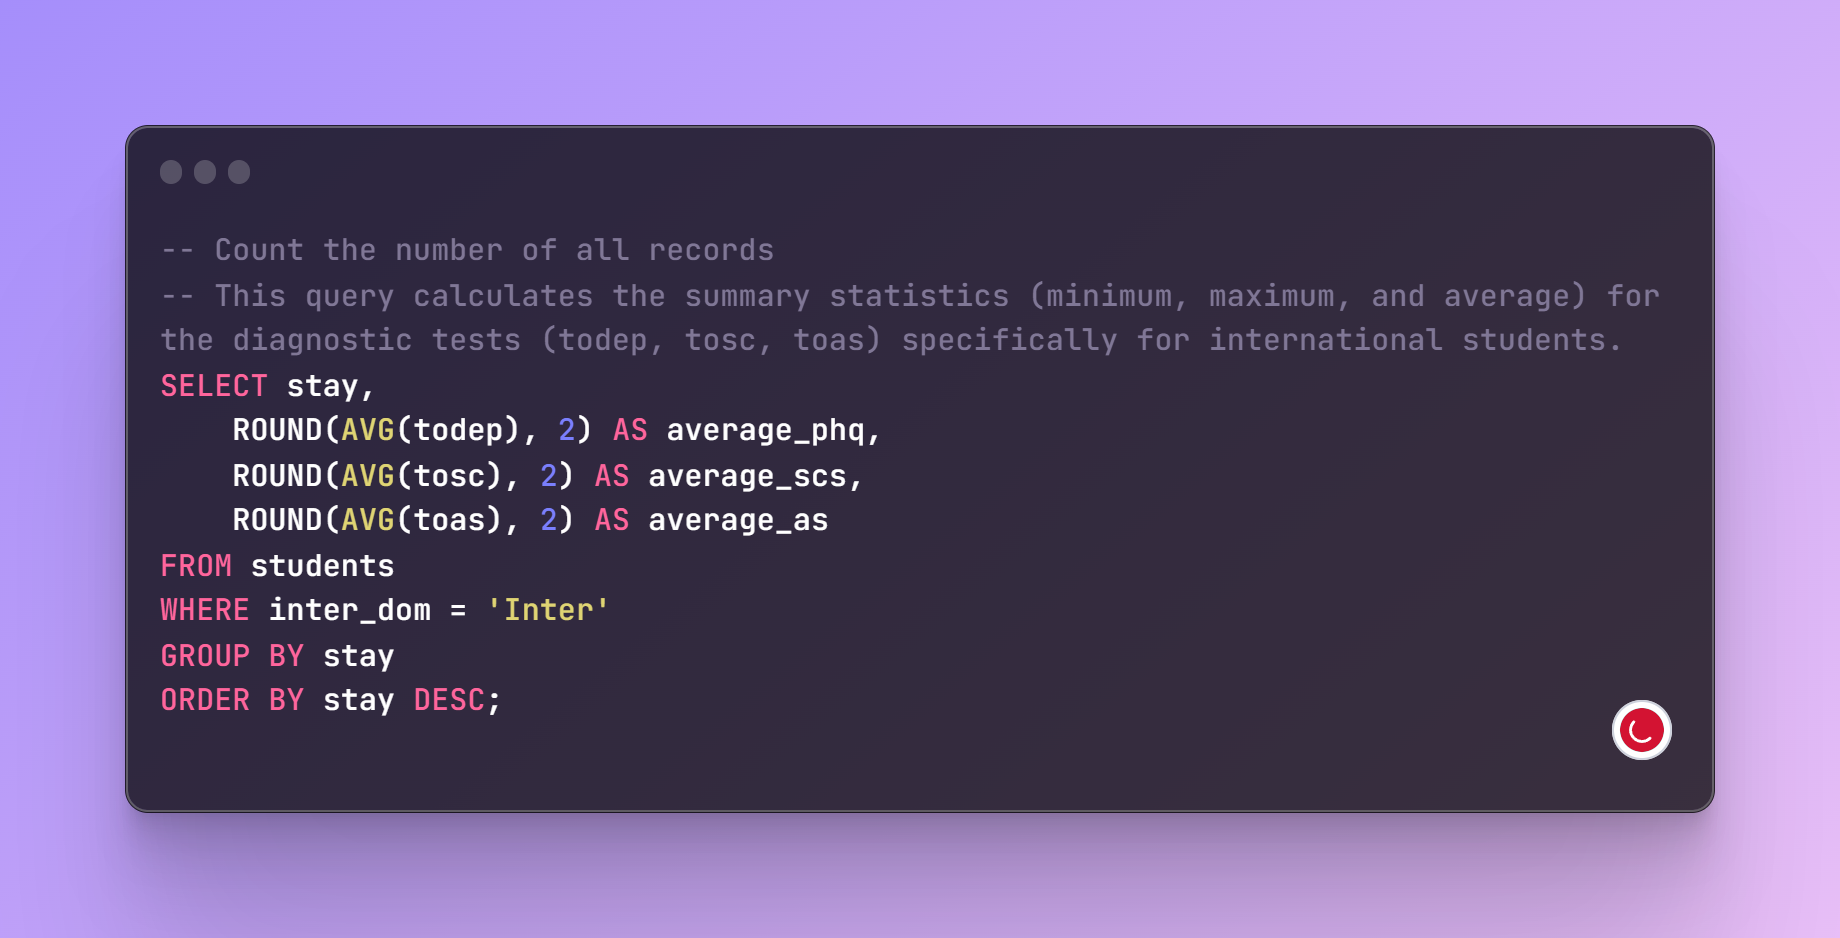 -- Count the number of all records
-- This query calculates the summary statistics (minimum, maximum, and average) for
the diagnostic tests (todep, tosc, toas) specifically for international students.
SELECT stay,
    ROUND(AVG(todep), 2) AS average_phq,
    ROUND(AVG(tosc), 2) AS average_scs,
    ROUND(AVG(toas), 2) AS average_as
FROM students
WHERE inter_dom = 'Inter'
GROUP BY stay
ORDER BY stay DESC;